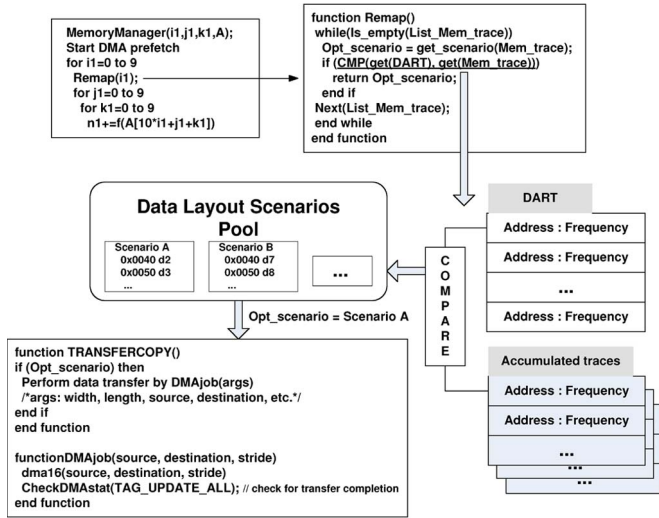 MemoryManager(i1,j1,k1,A);
Start DMA prefetch
for i1=0 to 9
Remap(i1);
for j1=0 to 9
for k1=0 to 9
n1+=f(A[10*i1+j1+k1])
function Remap()
while(Is_empty(List_Mem_trace))
Opt_scenario = get_scenario(Mem_trace);
if (CMP(get(DART), get(Mem_trace)))
return Opt_scenario;
end if
Next(List_Mem_trace);
end while
end function
Data Layout Scenarios
Pool
Scenario A
0x0040 d2
0x0050 d3
...
Scenario B
0x0040 d7
0x0050 d8
...
...
COMPARE
DART
Address : Frequency
Address : Frequency
...
Address : Frequency
Accumulated traces
Address : Frequency
Address : Frequency
...
...
...
Opt_scenario = Scenario A
function TRANSFERCOPY()
if (Opt_scenario) then
Perform data transfer by DMAjob(args)
/*args: width, length, source, destination, etc.*/
end if
end function
functionDMAjob(source, destination, stride)
dma16(source, destination, stride)
CheckDMAstat(TAG_UPDATE_ALL); // check for transfer completion
end function